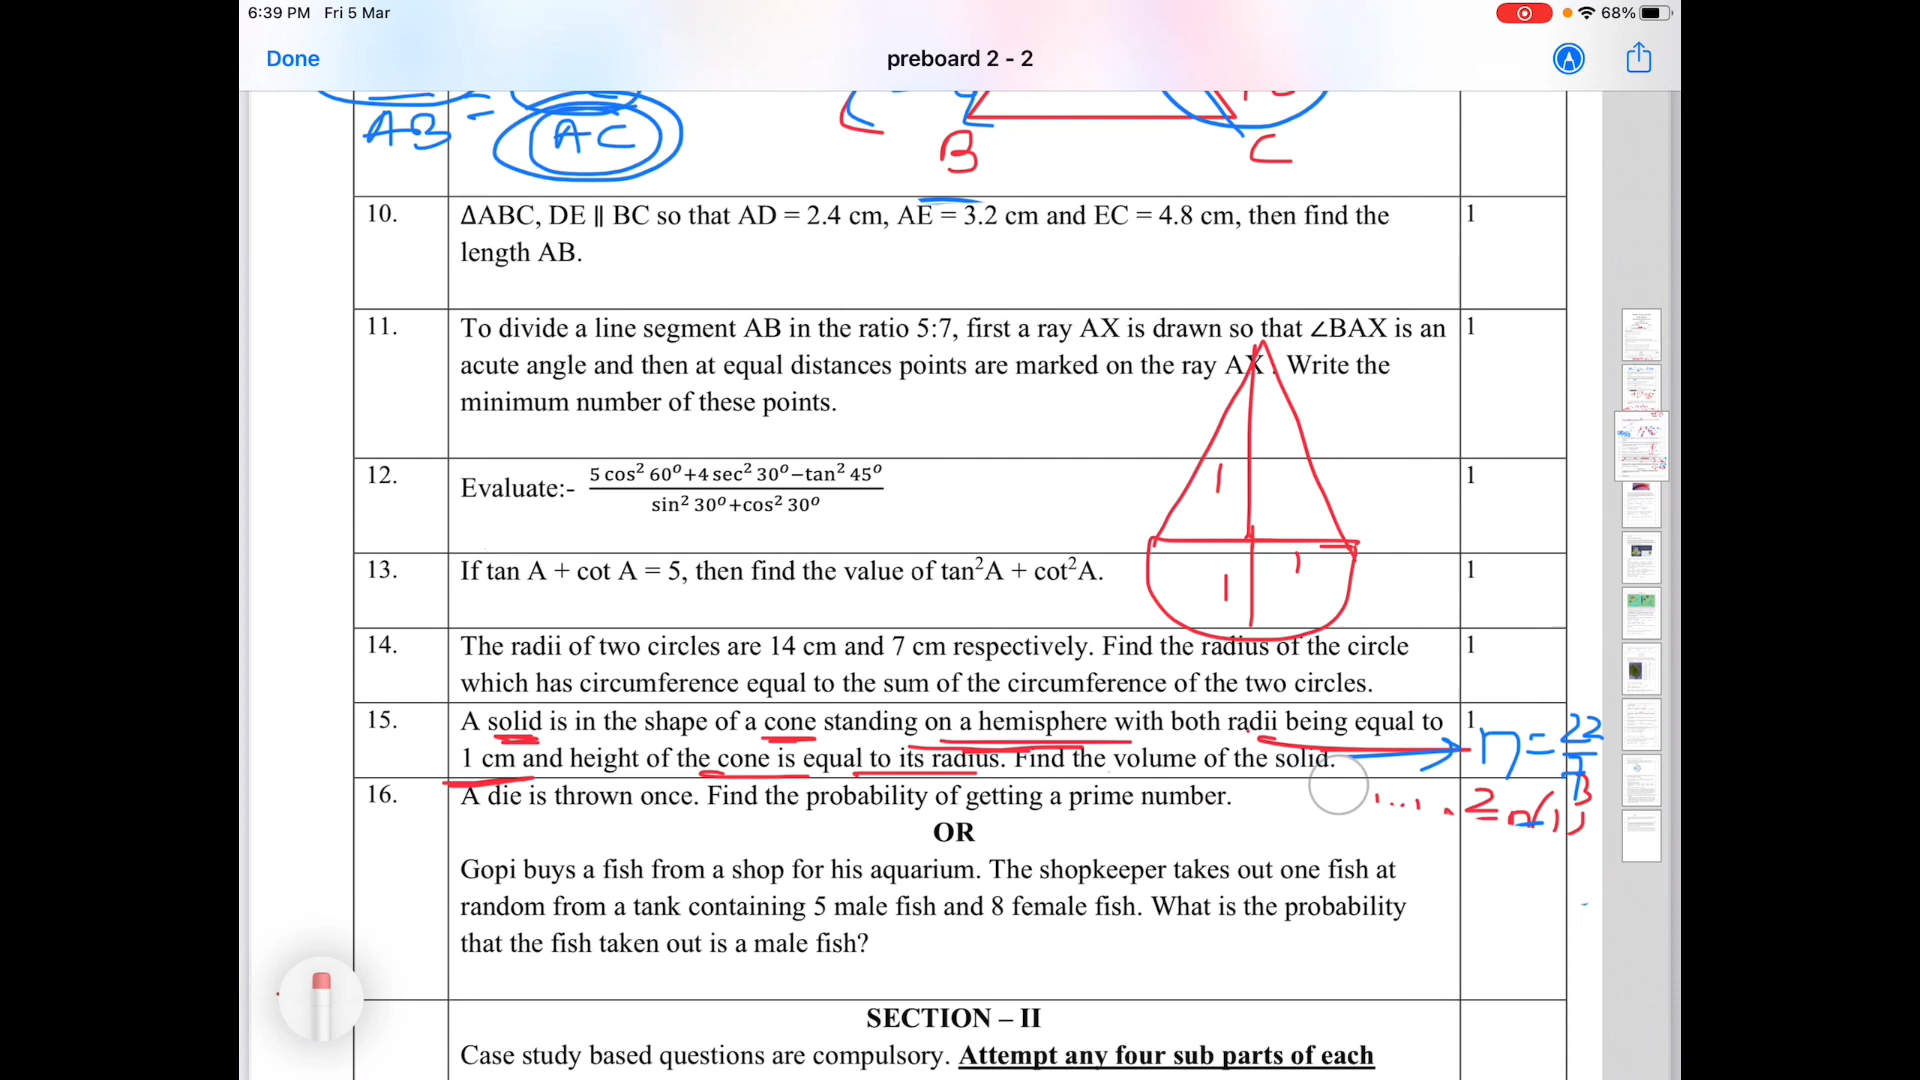 6:39 PM Fri 5 Mar
68%
Done
preboard 2 - 2
AB = AC
B
C
10. ΔABC, DE ∥ BC so that AD = 2.4 cm, AE = 3.2 cm and EC = 4.8 cm, then find the 1
length AB.
11. To divide a line segment AB in the ratio 5:7, first a ray AX is drawn so that ∠BAX is an 1
acute angle and then at equal distances points are marked on the ray AX . Write the
minimum number of these points.
12. Evaluate:- (5 cos² 60° + 4 sec² 30° − tan² 45°) / (sin² 30° + cos² 30°) 1
1
1 1
13. If tan A + cot A = 5, then find the value of tan²A + cot²A. 1
14. The radii of two circles are 14 cm and 7 cm respectively. Find the radius of the circle 1
which has circumference equal to the sum of the circumference of the two circles.
15. A solid is in the shape of a cone standing on a hemisphere with both radii being equal to 1
1 cm and height of the cone is equal to its radius. Find the volume of the solid.
= 22/7
16. A die is thrown once. Find the probability of getting a prime number.
OR
Gopi buys a fish from a shop for his aquarium. The shopkeeper takes out one fish at
random from a tank containing 5 male fish and 8 female fish. What is the probability
that the fish taken out is a male fish?
SECTION – II
Case study based questions are compulsory. Attempt any four sub parts of each